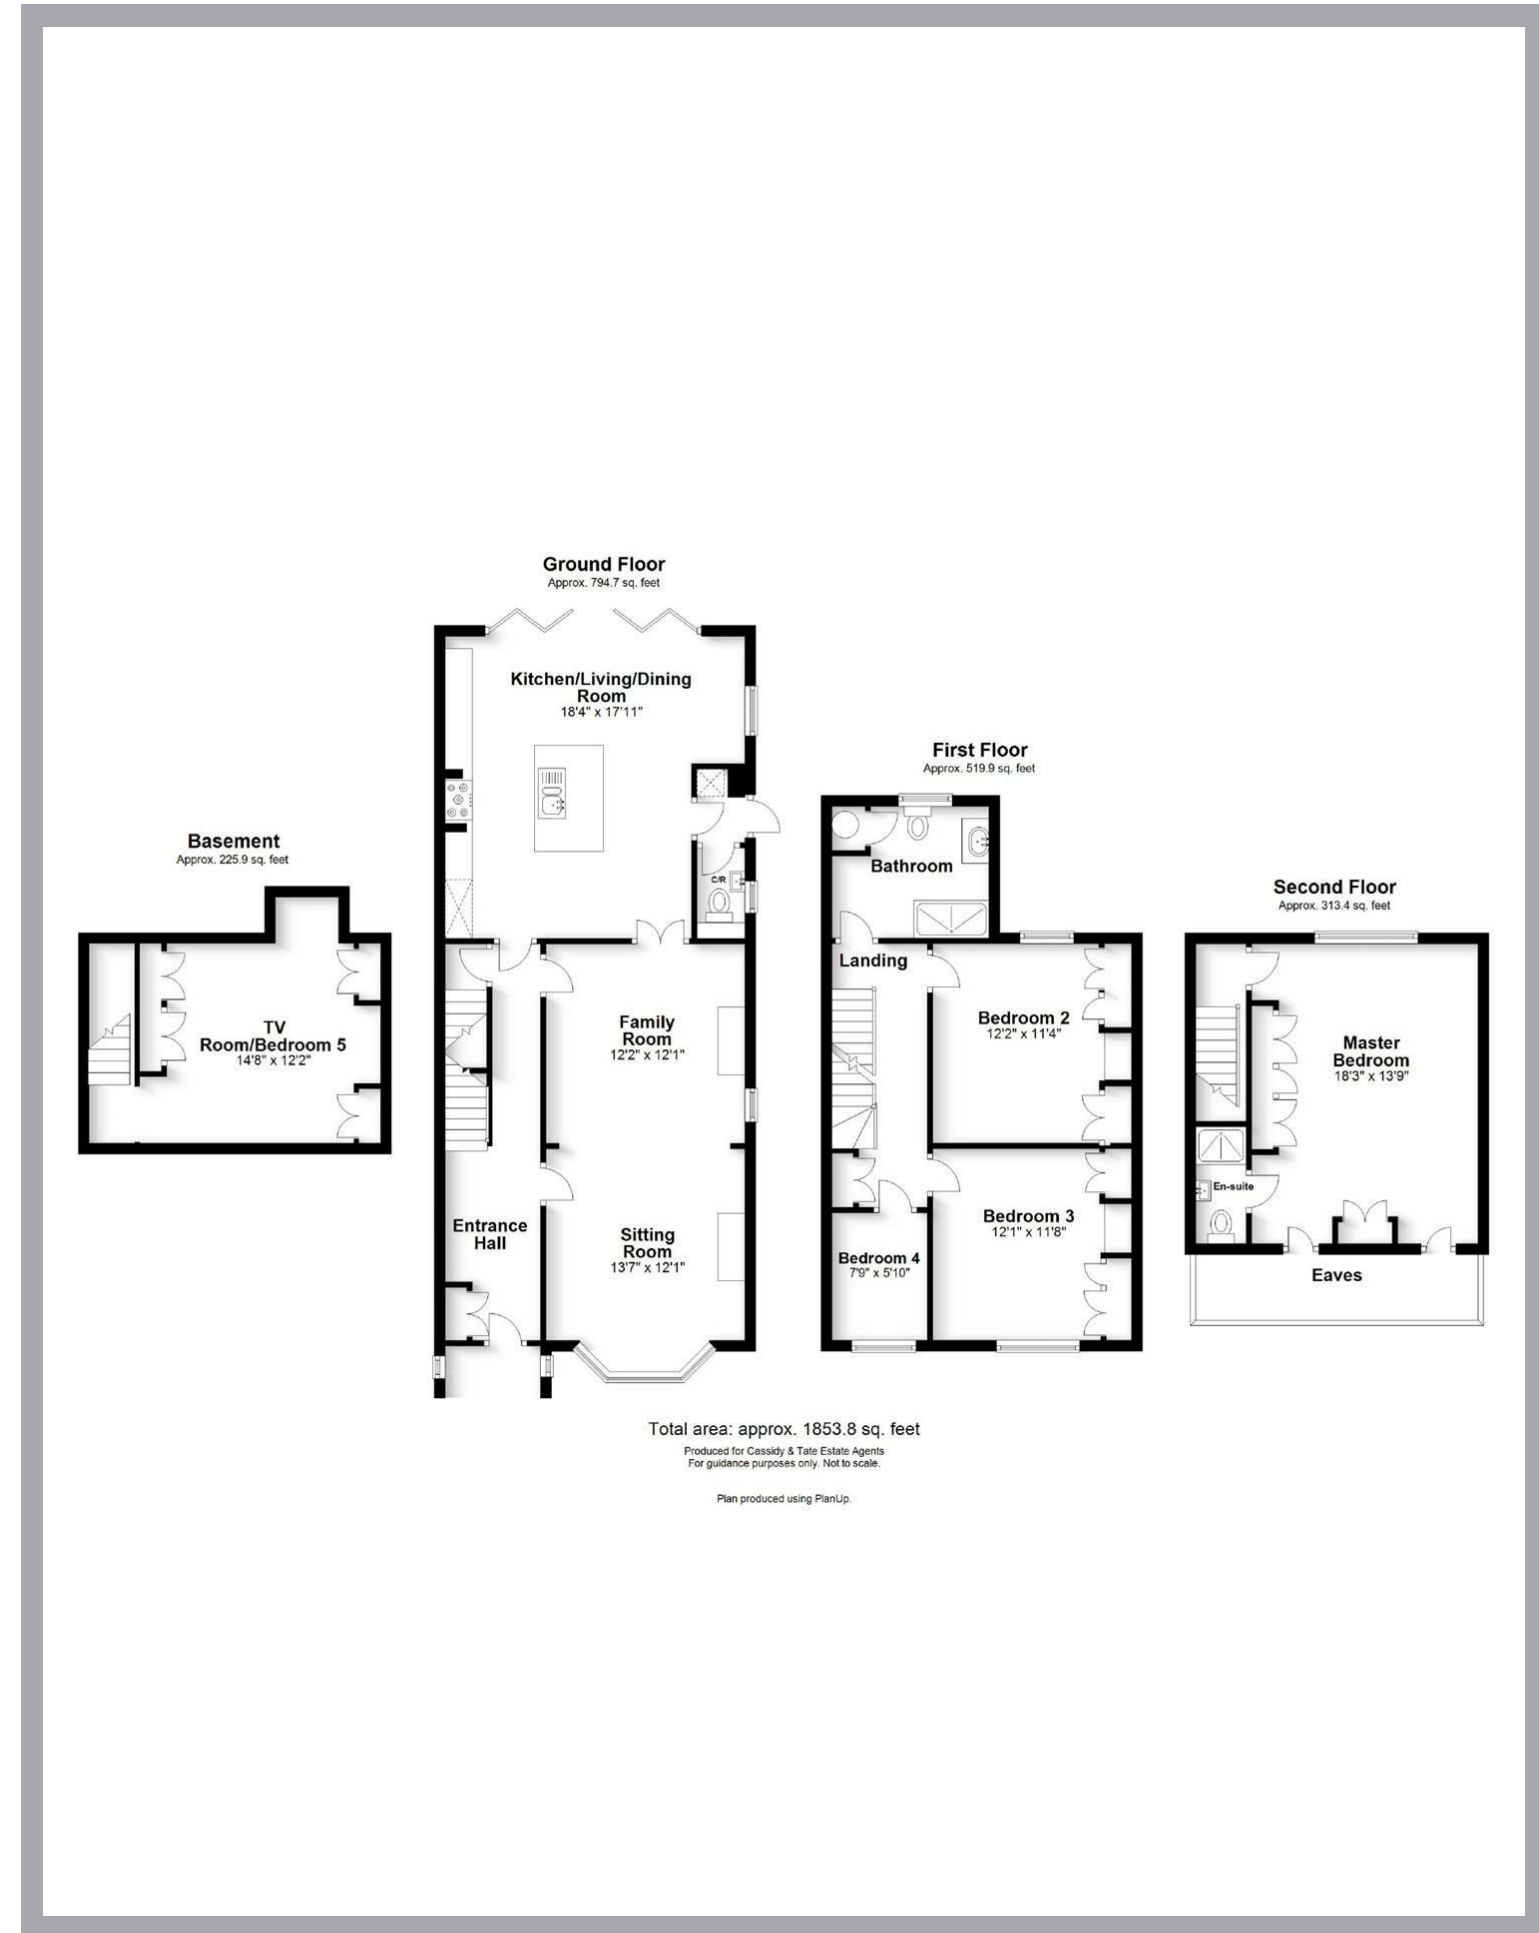 Ground Floor
Approx. 794.7 sq. feet
Kitchen/Living/Dining
Room
18'4" x 17'11"
C/R
Family
Room
12'2" x 12'1"
Entrance
Hall
Sitting
Room
13'7" x 12'1"
Basement
Approx. 225.9 sq. feet
TV
Room/Bedroom 5
14'8" x 12'2"
First Floor
Approx. 519.9 sq. feet
Bathroom
Landing
Bedroom 2
12'2" x 11'4"
Bedroom 3
12'1" x 11'8"
Bedroom 4
7'9" x 5'10"
Second Floor
Approx. 313.4 sq. feet
Master
Bedroom
18'3" x 13'9"
En-suite
Eaves
Total area: approx. 1853.8 sq. feet
Produced for Cassidy & Tate Estate Agents
For guidance purposes only. Not to scale.
Plan produced using PlanUp.